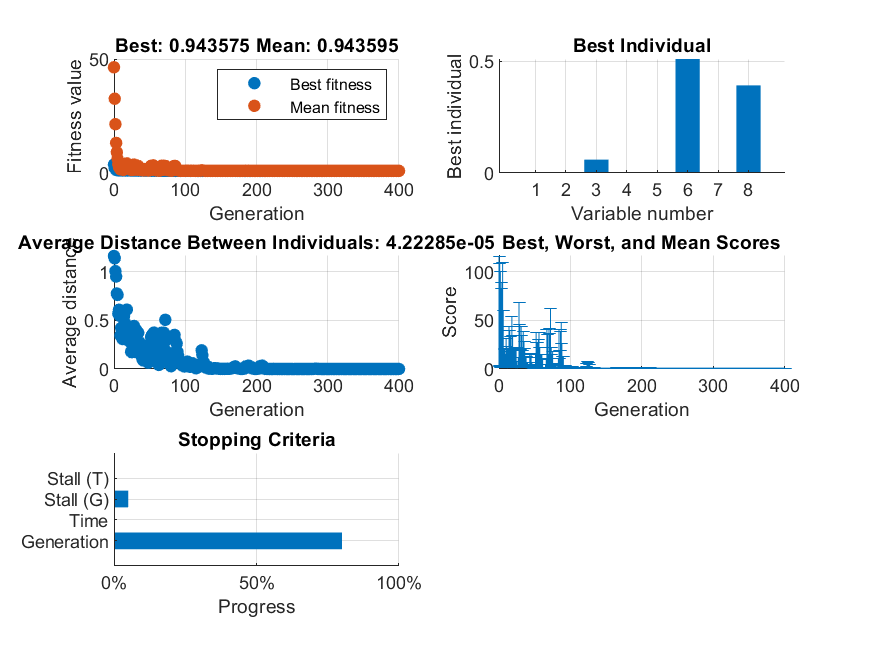 Best: 0.943575 Mean: 0.943595
Fitness value
50
0
Best fitness
Mean fitness
0 100 200 300 400
Generation
Best Individual
Best individual
0.5
0
1 2 3 4 5 6 7 8
Variable number
Average Distance Between Individuals: 4.22285e-05
Average distance
1
0.5
0
0 100 200 300 400
Generation
Best, Worst, and Mean Scores
Score
100
50
0
0 100 200 300 400
Generation
Stopping Criteria
Stall (T)
Stall (G)
Time
Generation
0% 50% 100%
Progress